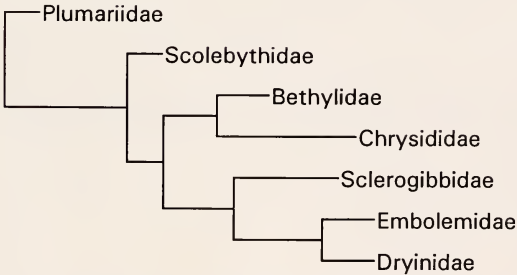 Plumariidae
Scolebythidae
Bethylidae
Chrysididae
Sclerogibbidae
Embolemidae
Dryinidae